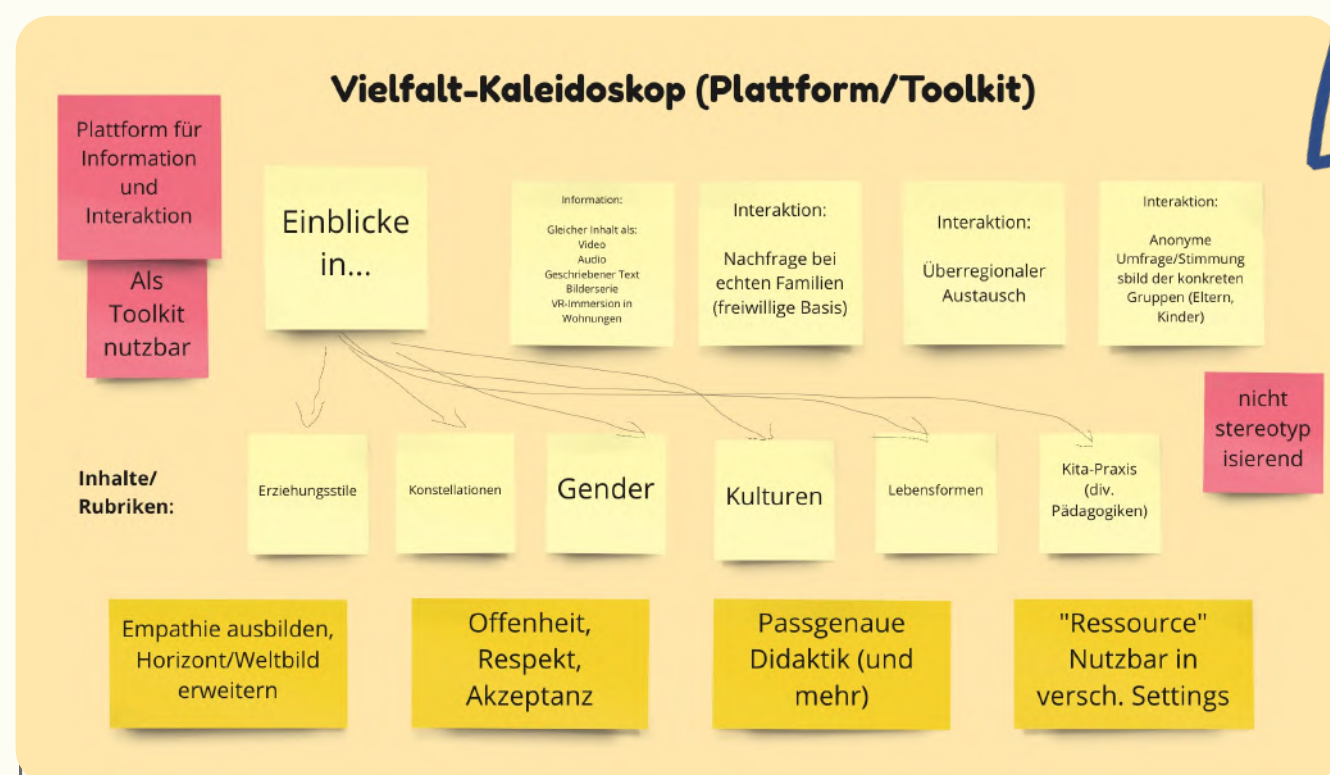 Vielfalt-Kaleidoskop (Plattform/Toolkit)
Plattform für
Information
und
Interaktion
Als
Toolkit
nutzbar
Einblicke
in...
Information:
Gleicher Inhalt als:
Video
Audio
Geschriebener Text
Bilderserie
VR-Immersion in
Wohnungen
Interaktion:
Nachfrage bei
echten Familien
(freiwillige Basis)
Interaktion:
Überregionaler
Austausch
Interaktion:
Anonyme
Umfrage/Stimmung
sbild der konkreten
Gruppen (Eltern,
Kinder)
nicht
stereotyp
isierend
Inhalte/
Rubriken:
Erziehungsstile
Konstellationen
Gender
Kulturen
Lebensformen
Kita-Praxis
(div.
Pädagogiken)
Empathie ausbilden,
Horizont/Weltbild
erweitern
Offenheit,
Respekt,
Akzeptanz
Passgenaue
Didaktik (und
mehr)
"Ressource"
Nutzbar in
versch. Settings